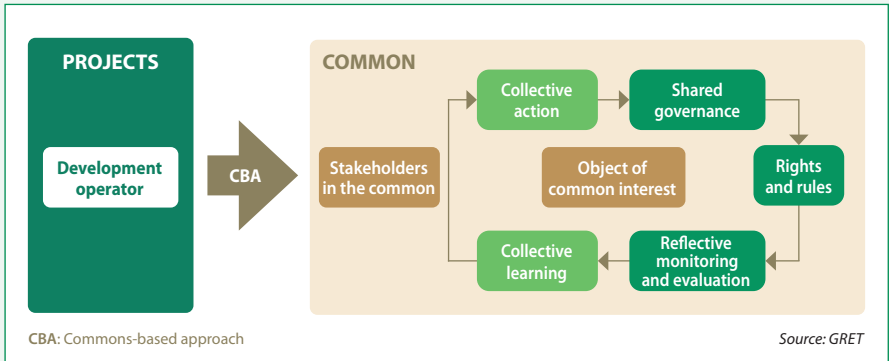 PROJECTS
Development
operator
CBA
COMMON
Stakeholders
in the common
Collective
action
Shared
governance
Object of
common interest
Rights
and rules
Collective
learning
Reflective
monitoring
and evaluation
CBA: Commons-based approach
Source: GRET